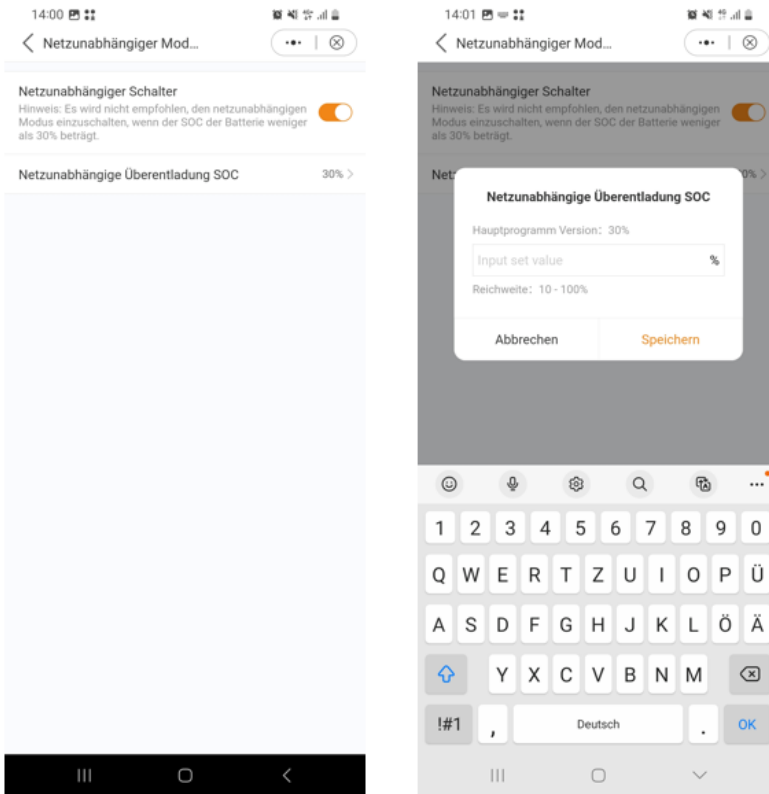 14:00
Netzunabhängiger Mod...
Netzunabhängiger Schalter
Hinweis: Es wird nicht empfohlen, den netzunabhängigen
Modus einzuschalten, wenn der SOC der Batterie weniger
als 30% beträgt.
Netzunabhängige Überentladung SOC 30% >
14:01
Netzunabhängiger Mod...
Netzunabhängiger Schalter
Hinweis: Es wird nicht empfohlen, den netzunabhängigen
Modus einzuschalten, wenn der SOC der Batterie weniger
als 30% beträgt.
Net 0% >
Netzunabhängige Überentladung SOC
Hauptprogramm Version: 30%
Input set value %
Reichweite: 10 - 100%
Abbrechen Speichern
1 2 3 4 5 6 7 8 9 0
Q W E R T Z U I O P Ü
A S D F G H J K L Ö Ä
Y X C V B N M
!#1 , Deutsch . OK